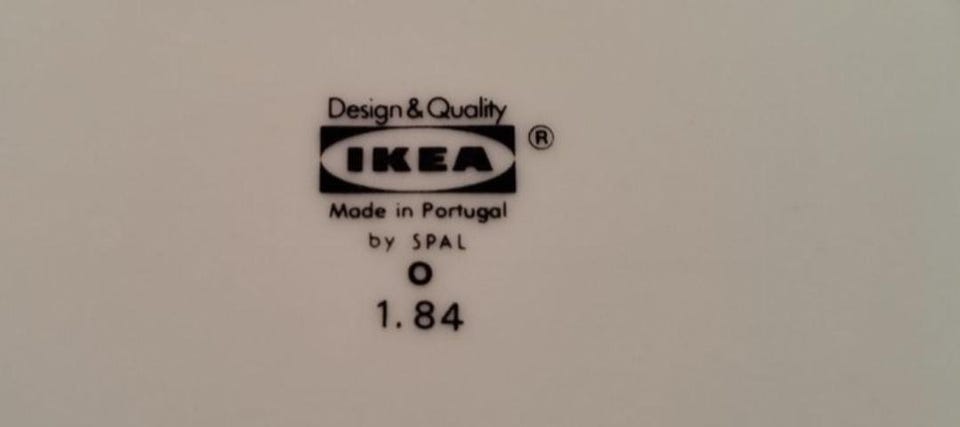 Design & Quality
IKEA ®
Made in Portugal
by SPAL
O
1.84